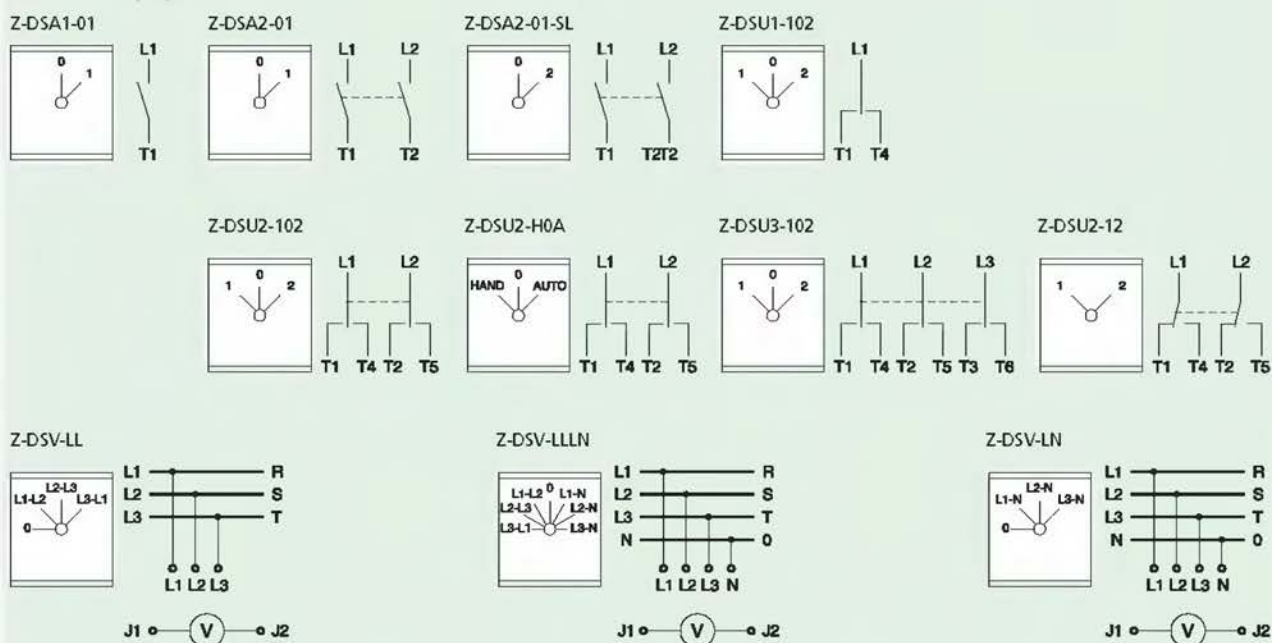 Z-DSA1-01 Z-DSA2-01 Z-DSA2-01-SL Z-DSU1-102
L1 L1 L2 L1 L2 L1
0 0 0 0
1 1 2 1 2
T1 T1 T2 T1 T2T2 T1 T4
Z-DSU2-102 Z-DSU2-H0A Z-DSU3-102 Z-DSU2-12
L1 L2 L1 L2 L1 L2 L3 L1 L2
0 0 0
1 2 HAND AUTO 1 2 1 2
T1 T4 T2 T5 T1 T4 T2 T5 T1 T4 T2 T5 T3 T6 T1 T4 T2 T5
Z-DSV-LL Z-DSV-LLLN Z-DSV-LN
L1 R L1 R L1 R
L2-L3 0 L2-N
L1-L2 L3-L1 L2 S L1-L2 L1-N L2 S L1-N L3-N L2 S
L2-L3 L2-N
0 L3 T L3-L1 L3-N L3 T 0 L3 T
N 0 N 0
L1 L2 L3 L1 L2 L3 N L1 L2 L3 N
J1 V J2 J1 V J2 J1 V J2